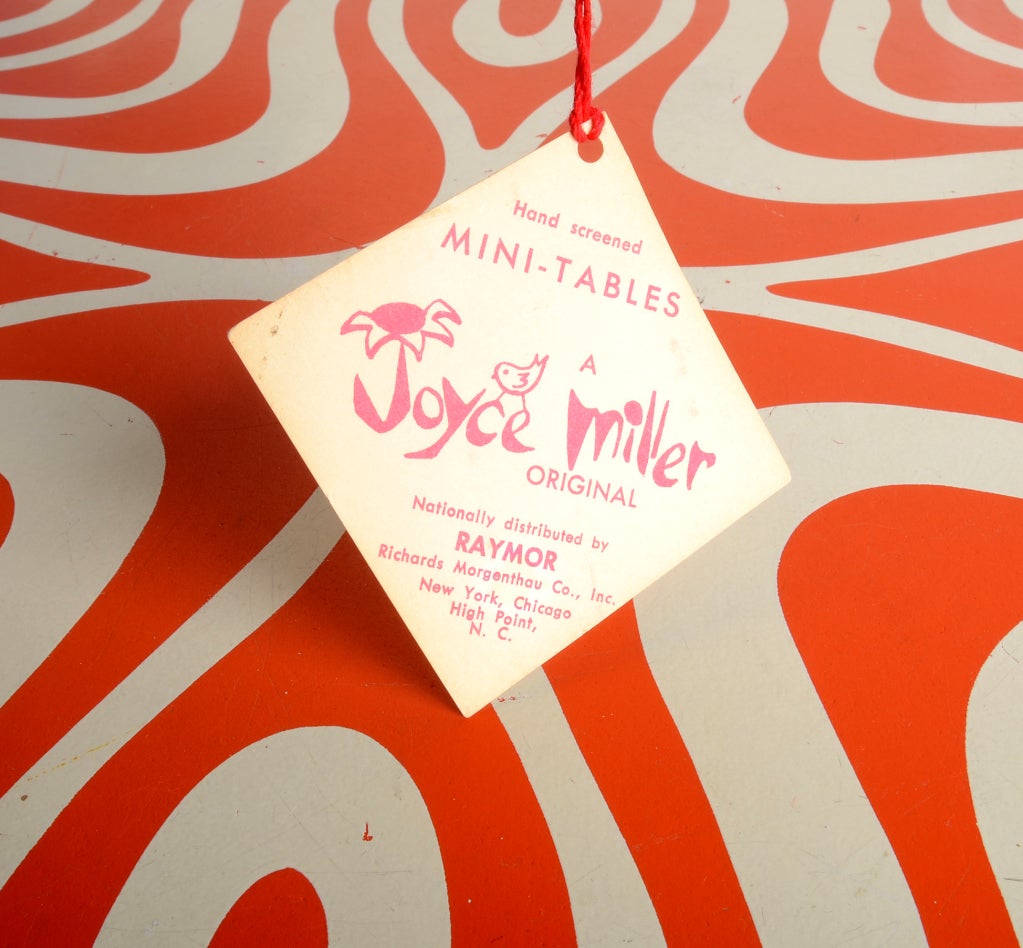 Hand screened
MINI-TABLES
A
Joyce miller
ORIGINAL
Nationally distributed by
RAYMOR
Richards Morgenthau Co., Inc.
New York, Chicago
High Point,
N. C.